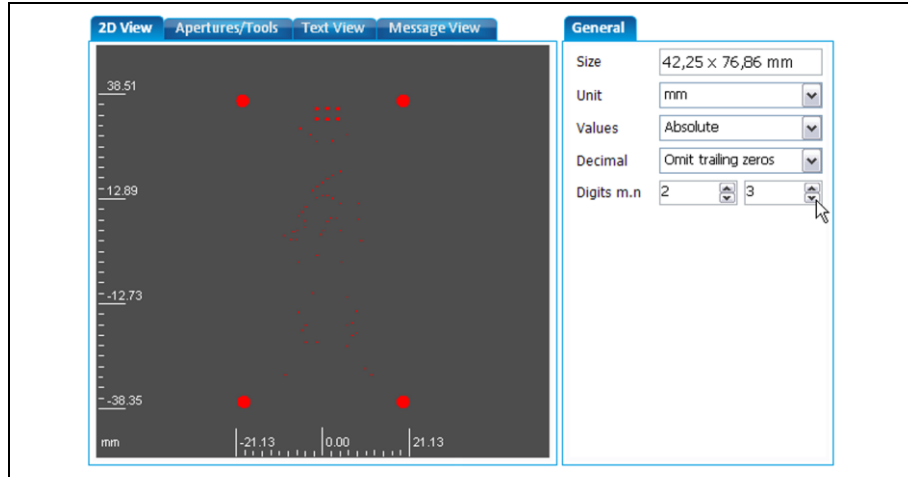 2D View Apertures/Tools Text View Message View
38.51
12.89
-12.73
-38.35
mm -21.13 0.00 21.13
General
Size 42,25 × 76,86 mm
Unit mm
Values Absolute
Decimal Omit trailing zeros
Digits m.n 2 3